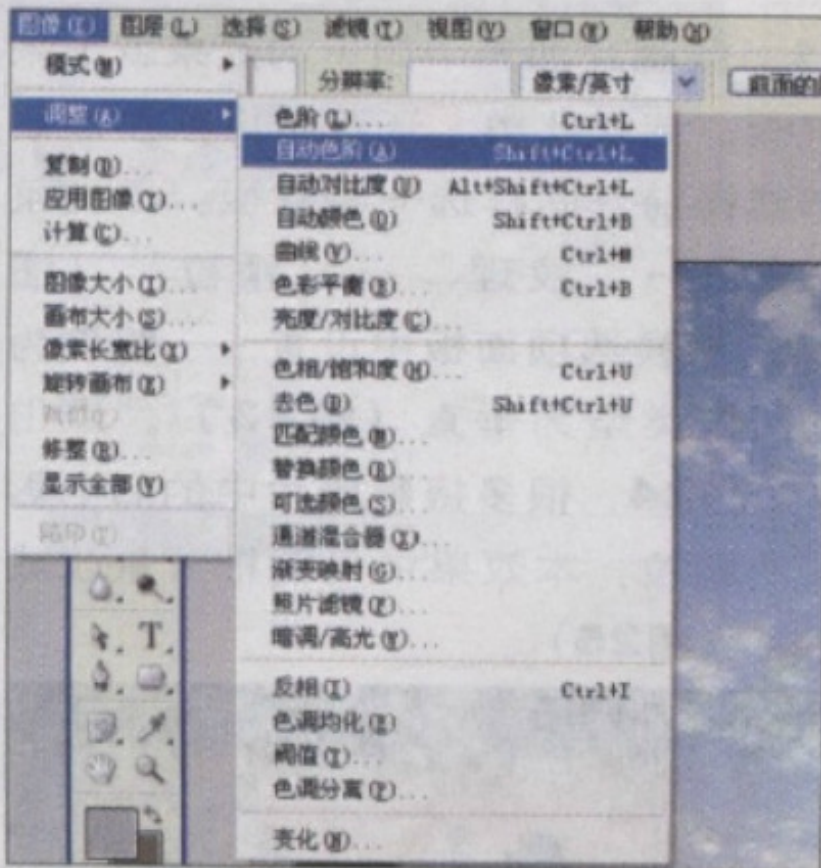 图像(I) 图层(L) 选择(S) 滤镜(T) 视图(V) 窗口(W) 帮助(H)
分辨率: 像素/英寸 前面的
模式(M)
调整(A)
复制(D)...
应用图像(Y)...
计算(C)...
图像大小(I)...
画布大小(S)...
像素长宽比(X)
旋转画布(E)
裁切(P)
修整(R)...
显示全部(V)
陷印(T)...
色阶(L)... Ctrl+L
自动色阶(A) Shift+Ctrl+L
自动对比度(U) Alt+Shift+Ctrl+L
自动颜色(O) Shift+Ctrl+B
曲线(V)... Ctrl+M
色彩平衡(B)... Ctrl+B
亮度/对比度(C)...
色相/饱和度(H)... Ctrl+U
去色(D) Shift+Ctrl+U
匹配颜色(M)...
替换颜色(R)...
可选颜色(S)...
通道混合器(X)...
渐变映射(G)...
照片滤镜(F)...
暗调/高光(W)...
反相(I) Ctrl+I
色调均化(E)
阈值(T)...
色调分离(P)...
变化(N)...
T